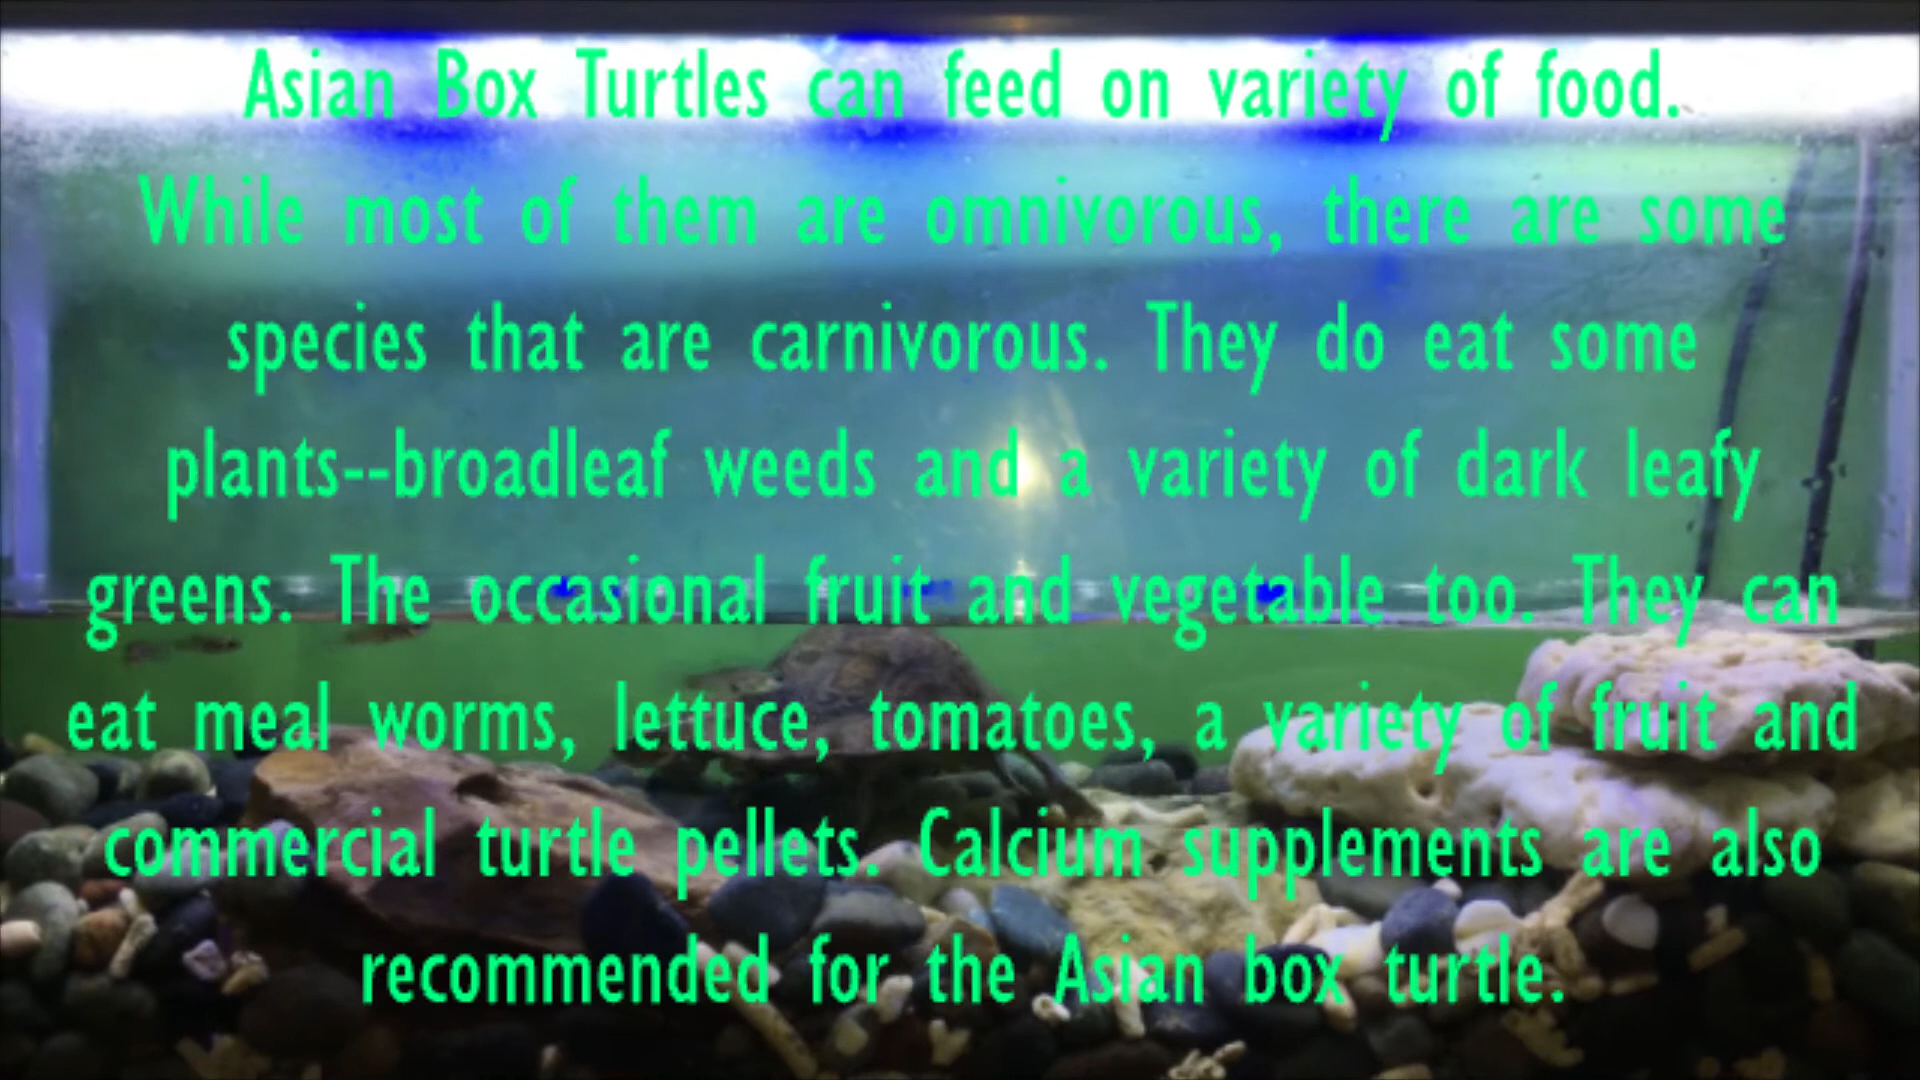 Asian Box Turtles can feed on variety of food.
While most of them are omnivorous, there are some
species that are carnivorous. They do eat some
plants--broadleaf weeds and a variety of dark leafy
greens. The occasional fruit and vegetable too. They can
eat meal worms, lettuce, tomatoes, a variety of fruit and
commercial turtle pellets. Calcium supplements are also
recommended for the Asian box turtle.